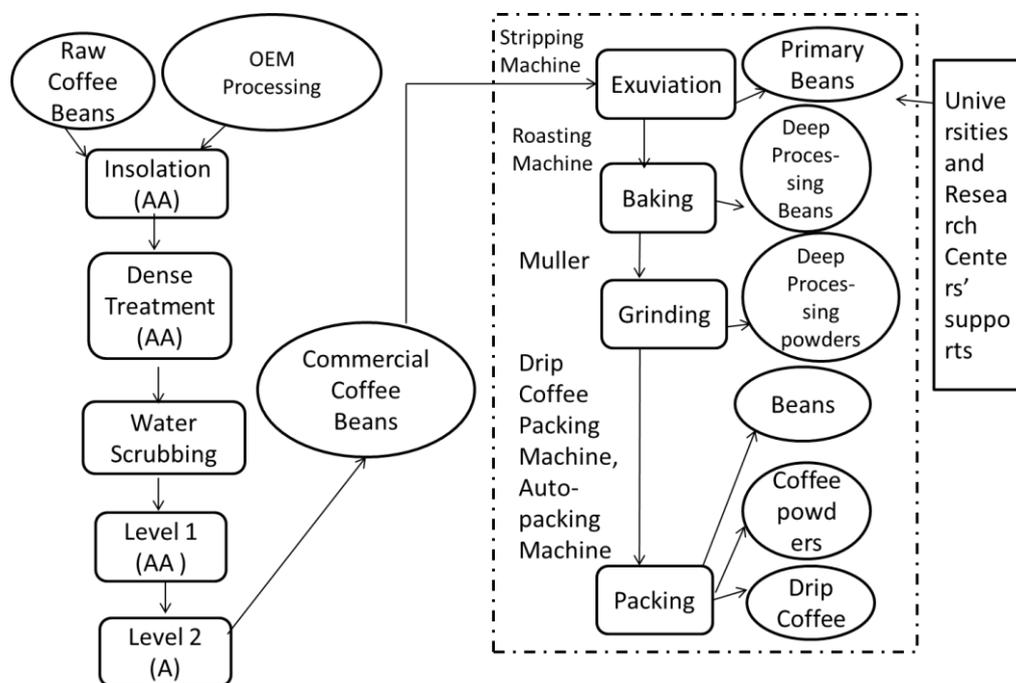 Raw
Coffee
Beans
OEM
Processing
Insolation
(AA)
Dense
Treatment
(AA)
Water
Scrubbing
Level 1
(AA )
Level 2
(A)
Commercial
Coffee
Beans
Stripping
Machine
Exuviation
Primary
Beans
Roasting
Machine
Baking
Deep
Proces-
sing
Beans
Muller
Grinding
Deep
Proces-
sing
powders
Drip
Coffee
Packing
Machine,
Auto-
packing
Machine
Packing
Beans
Coffee
powd
ers
Drip
Coffee
Unive
rsities
and
Resea
rch
Cente
rs’
suppo
rts